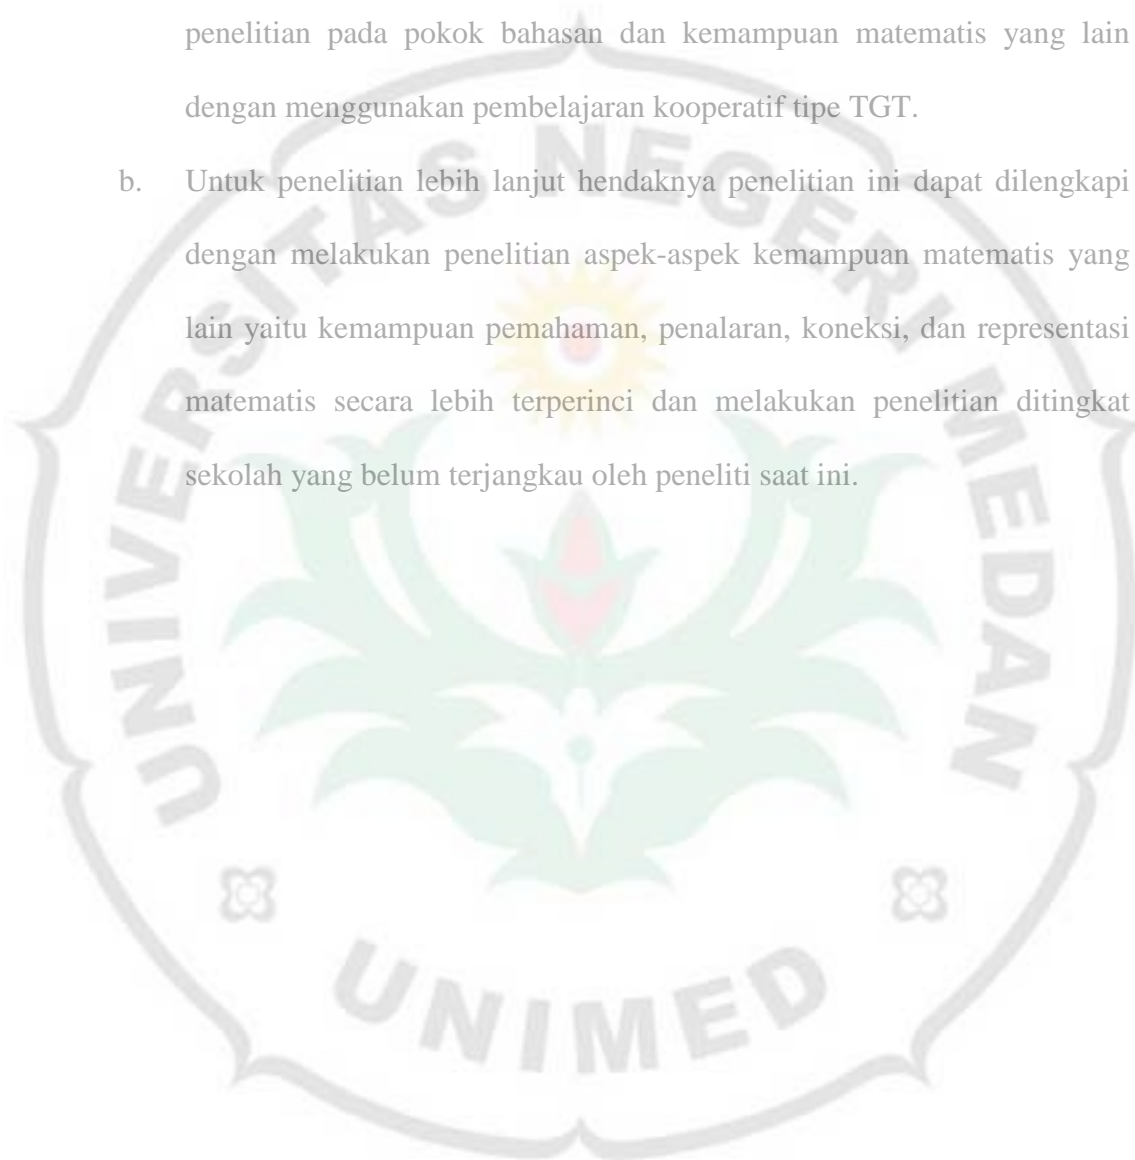 penelitian pada pokok bahasan dan kemampuan matematis yang lain
dengan menggunakan pembelajaran kooperatif tipe TGT.
b. Untuk penelitian lebih lanjut hendaknya penelitian ini dapat dilengkapi
dengan melakukan penelitian aspek-aspek kemampuan matematis yang
lain yaitu kemampuan pemahaman, penalaran, koneksi, dan representasi
matematis secara lebih terperinci dan melakukan penelitian ditingkat
sekolah yang belum terjangkau oleh peneliti saat ini.
UNIVERSITAS NEGERI MEDAN
UNIMED